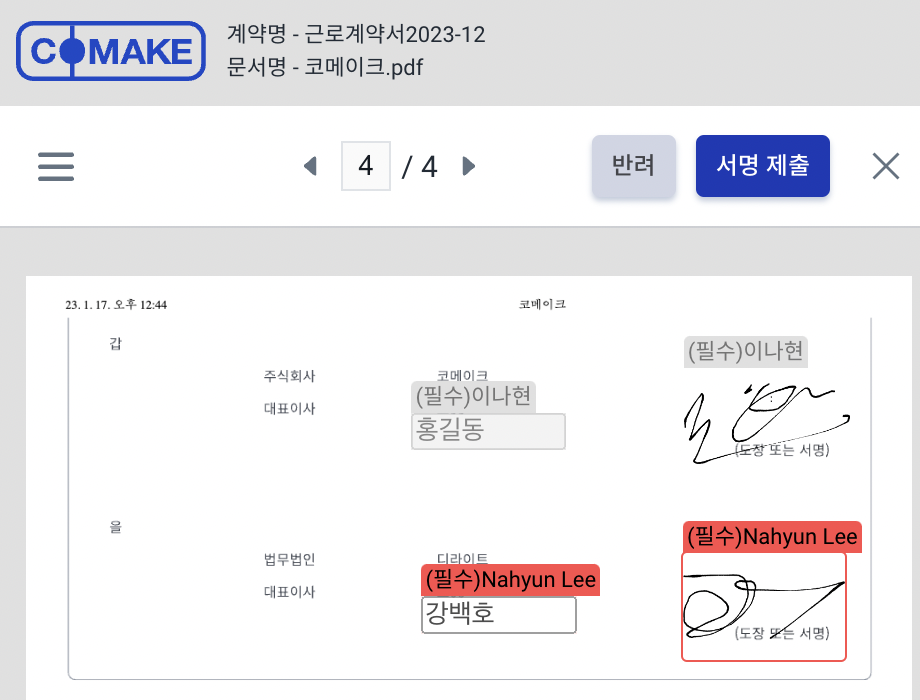 COMAKE
계약명 - 근로계약서2023-12
문서명 - 코메이크.pdf
4 / 4
반려
서명 제출
23. 1. 17. 오후 12:44
코메이크
갑
(필수)이나현
주식회사
코메이크
대표이사
(필수)이나현
홍길동
(도장 또는 서명)
을
(필수)Nahyun Lee
법무법인
디라이트
대표이사
(필수)Nahyun Lee
강백호
(도장 또는 서명)